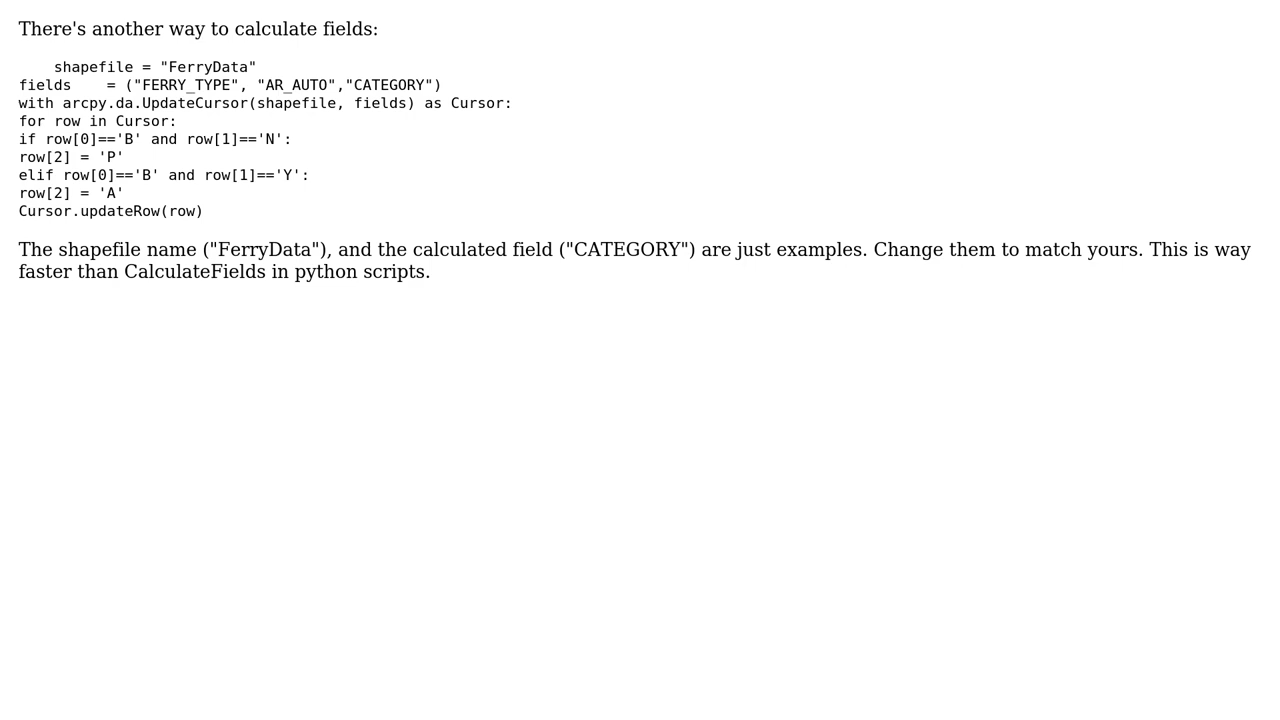 There's another way to calculate fields:
    shapefile = "FerryData"
fields    = ("FERRY_TYPE", "AR_AUTO","CATEGORY")
with arcpy.da.UpdateCursor(shapefile, fields) as Cursor:
for row in Cursor:
if row[0]=='B' and row[1]=='N':
row[2] = 'P'
elif row[0]=='B' and row[1]=='Y':
row[2] = 'A'
Cursor.updateRow(row)
The shapefile name ("FerryData"), and the calculated field ("CATEGORY") are just examples. Change them to match yours. This is way
faster than CalculateFields in python scripts.